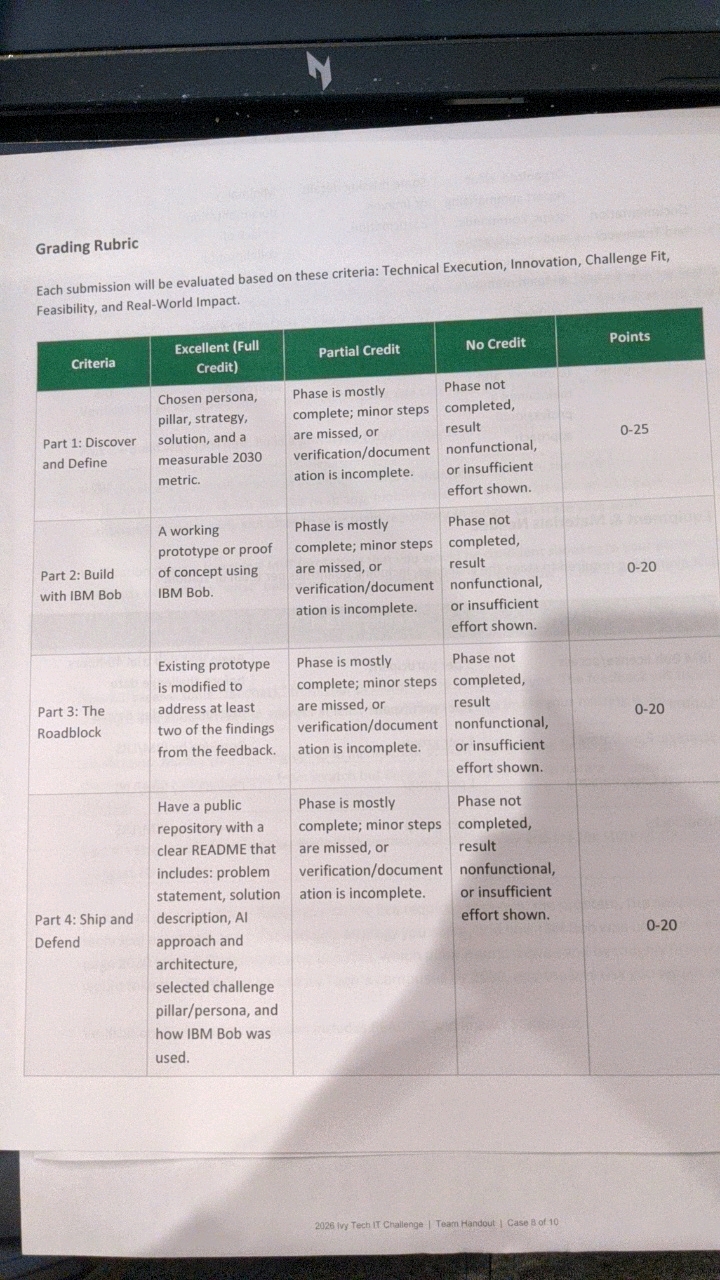 Grading Rubric
Each submission will be evaluated based on these criteria: Technical Execution, Innovation, Challenge Fit,
Feasibility, and Real-World Impact.
Criteria
Excellent (Full
Credit)
Partial Credit
No Credit
Points
Part 1: Discover
and Define
Chosen persona,
pillar, strategy,
solution, and a
measurable 2030
metric.
Phase is mostly
complete; minor steps
are missed, or
verification/document
ation is incomplete.
Phase not
completed,
result
nonfunctional,
or insufficient
effort shown.
0-25
Part 2: Build
with IBM Bob
A working
prototype or proof
of concept using
IBM Bob.
Phase is mostly
complete; minor steps
are missed, or
verification/document
ation is incomplete.
Phase not
completed,
result
nonfunctional,
or insufficient
effort shown.
0-20
Part 3: The
Roadblock
Existing prototype
is modified to
address at least
two of the findings
from the feedback.
Phase is mostly
complete; minor steps
are missed, or
verification/document
ation is incomplete.
Phase not
completed,
result
nonfunctional,
or insufficient
effort shown.
0-20
Part 4: Ship and
Defend
Have a public
repository with a
clear README that
includes: problem
statement, solution
description, AI
approach and
architecture,
selected challenge
pillar/persona, and
how IBM Bob was
used.
Phase is mostly
complete; minor steps
are missed, or
verification/document
ation is incomplete.
Phase not
completed,
result
nonfunctional,
or insufficient
effort shown.
0-20
2026 Ivy Tech IT Challenge | Team Handout | Case 8 of 10